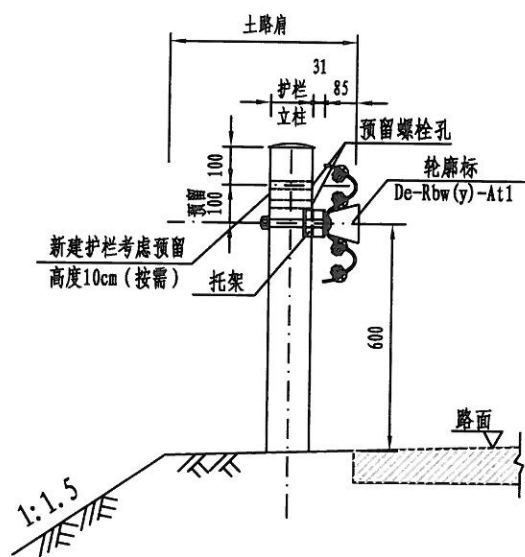 土路肩
31
护栏
85
立柱
预留螺栓孔
100
轮廓标
De-Rbw(y)-At1
预留
100
新建护栏考虑预留
高度10cm（按需）
托架
600
路面
1:1.5